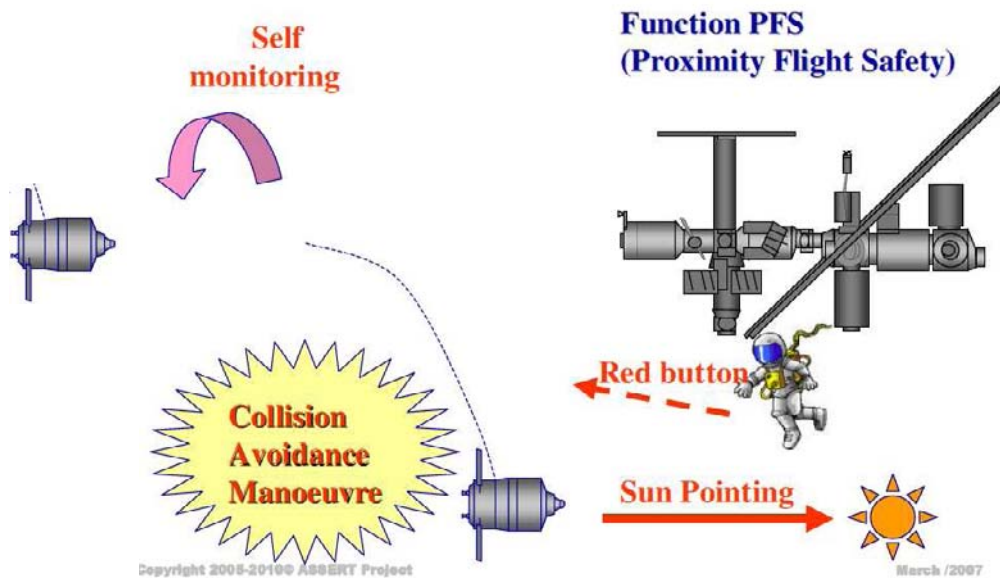 Self
monitoring
Function PFS
(Proximity Flight Safety)
Red button
Collision
Avoidance
Manoeuvre
Sun Pointing
Copyright 2005-2010© ASSERT Project
March /2007